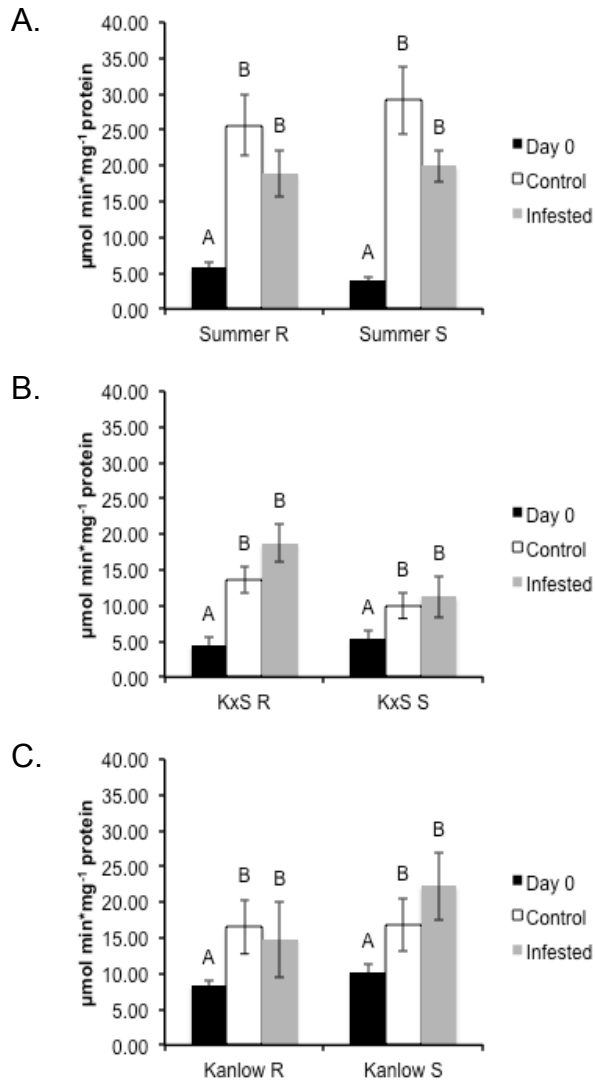 A.
µmol min*mg⁻¹ protein
40.00
35.00
30.00
25.00
20.00
15.00
10.00
5.00
0.00
A B B
A B B
Summer R Summer S
Day 0
Control
Infested
B.
µmol min*mg⁻¹ protein
40.00
35.00
30.00
25.00
20.00
15.00
10.00
5.00
0.00
A B B
A B B
KxS R KxS S
Day 0
Control
Infested
C.
µmol min*mg⁻¹ protein
40.00
35.00
30.00
25.00
20.00
15.00
10.00
5.00
0.00
A B B
A B B
Kanlow R Kanlow S
Day 0
Control
Infested